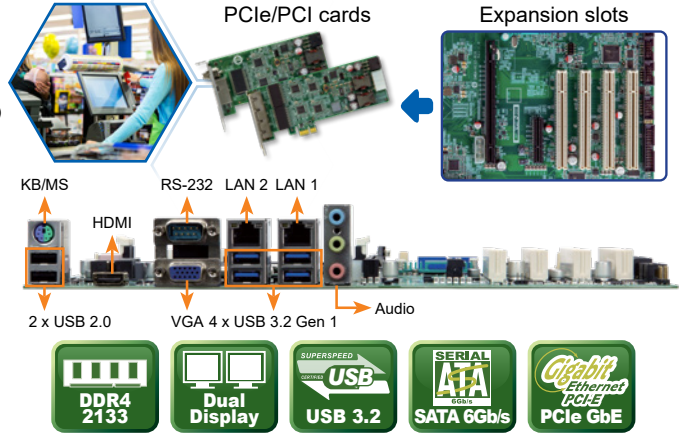 PCIe/PCI cards
Expansion slots
KB/MS
RS-232
LAN 2
LAN 1
HDMI
2 x USB 2.0
VGA
4 x USB 3.2 Gen 1
Audio
DDR4
2133
Dual
Display
SUPERSPEED
CERTIFIED
USB
USB 3.2
SERIAL
ATA
6Gb/s
SATA 6Gb/s
Gigabit
Ethernet
PCI-E
PCIe GbE